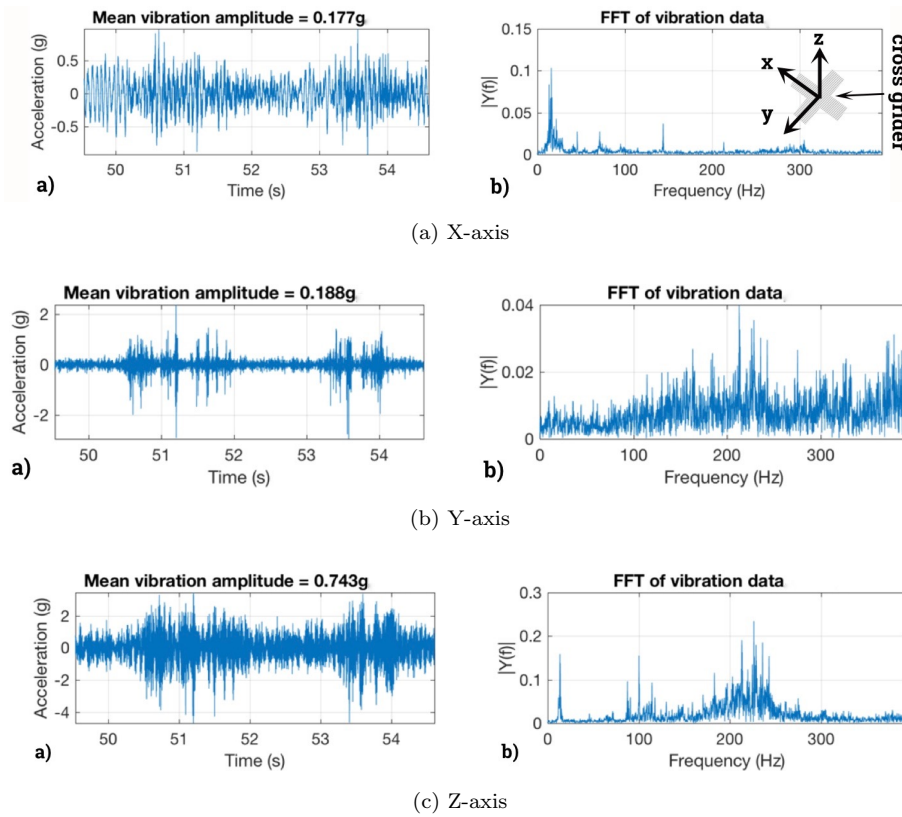 Mean vibration amplitude = 0.177g
Acceleration (g)
0.5
0
-0.5
50 51 52 53 54
Time (s)
a)
FFT of vibration data
|Y(f)|
0.15
0.1
0.05
0
0 100 200 300
Frequency (Hz)
b)
z
x
y
cross grider
(a) X-axis
Mean vibration amplitude = 0.188g
Acceleration (g)
2
0
-2
50 51 52 53 54
Time (s)
a)
FFT of vibration data
|Y(f)|
0.04
0.02
0
0 100 200 300
Frequency (Hz)
b)
(b) Y-axis
Mean vibration amplitude = 0.743g
Acceleration (g)
2
0
-2
-4
50 51 52 53 54
Time (s)
a)
FFT of vibration data
|Y(f)|
0.3
0.2
0.1
0
0 100 200 300
Frequency (Hz)
b)
(c) Z-axis